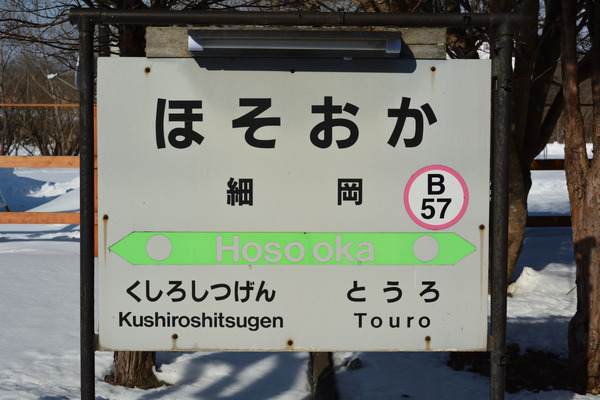 ほそおか
細岡
B
57
Hosooka
くしろしつげん とうろ
Kushiroshitsugen Touro